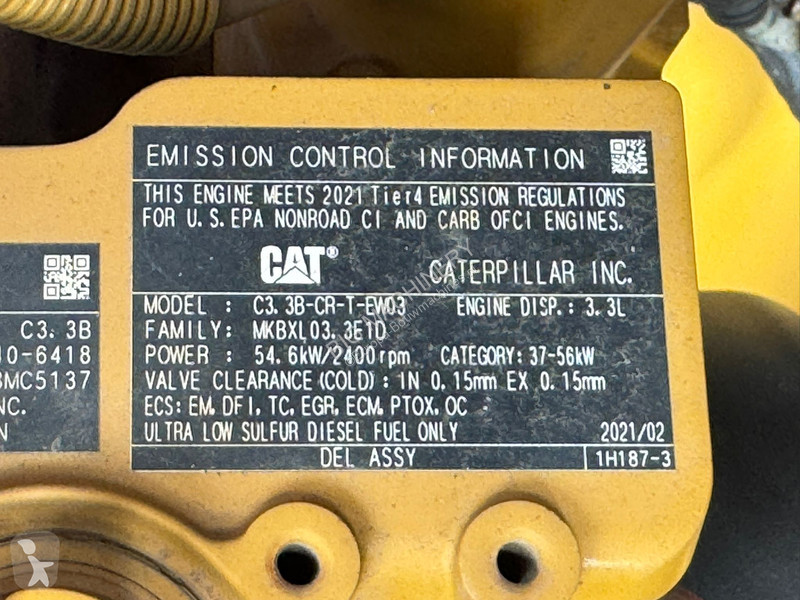 EMISSION CONTROL INFORMATION
THIS ENGINE MEETS 2021 Tier4 EMISSION REGULATIONS
FOR U.S.EPA NONROAD CI AND CARB OFCI ENGINES.
CAT® CATERPILLAR INC.
MODEL : C3.3B-CR-T-EW03 ENGINE DISP.: 3.3L
FAMILY: MKBXL03.3E1D
POWER : 54.6kW/2400rpm CATEGORY: 37-56kW
VALVE CLEARANCE(COLD): IN 0.15mm EX 0.15mm
ECS: EM, DFI, TC, EGR, ECM, PTOX, OC
ULTRA LOW SULFUR DIESEL FUEL ONLY 2021/02
DEL ASSY 1H187-3
C3.3B
10-6418
MC5137
NC.
N